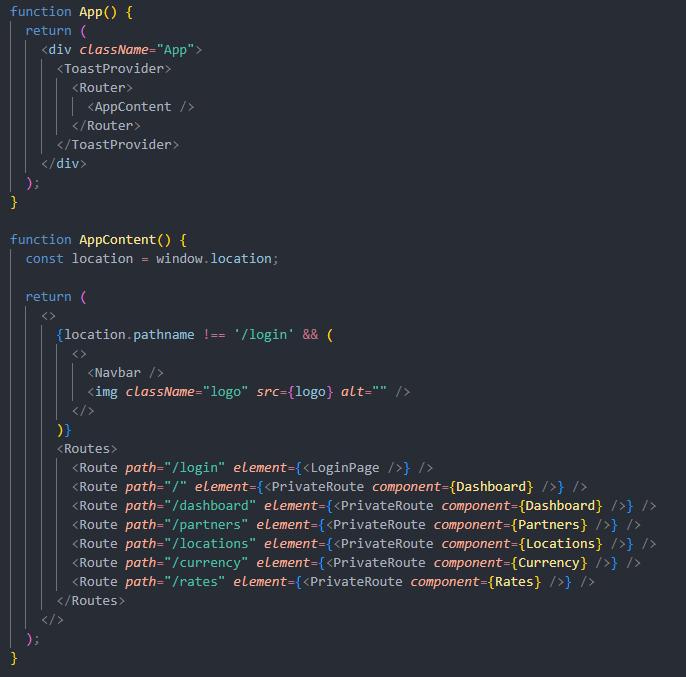 function App() {
  return (
    <div className="App">
      <ToastProvider>
        <Router>
          <AppContent />
        </Router>
      </ToastProvider>
    </div>
  );
}

function AppContent() {
  const location = window.location;

  return (
    <>
      {location.pathname !== '/login' && (
        <>
          <Navbar />
          <img className="logo" src={logo} alt="" />
        </>
      )}
      <Routes>
        <Route path="/login" element={<LoginPage />} />
        <Route path="/" element={<PrivateRoute component={Dashboard} />} />
        <Route path="/dashboard" element={<PrivateRoute component={Dashboard} />} />
        <Route path="/partners" element={<PrivateRoute component={Partners} />} />
        <Route path="/locations" element={<PrivateRoute component={Locations} />} />
        <Route path="/currency" element={<PrivateRoute component={Currency} />} />
        <Route path="/rates" element={<PrivateRoute component={Rates} />} />
      </Routes>
    </>
  );
}